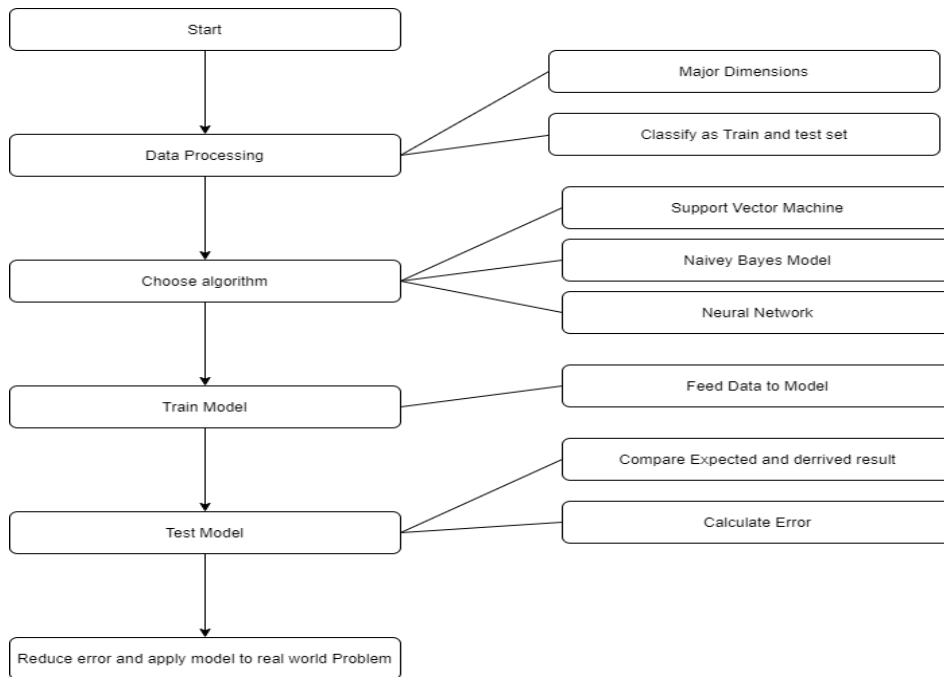 Start
Major Dimensions
Data Processing
Classify as Train and test set
Support Vector Machine
Choose algorithm
Naivey Bayes Model
Neural Network
Train Model
Feed Data to Model
Compare Expected and derrived result
Test Model
Calculate Error
Reduce error and apply model to real world Problem